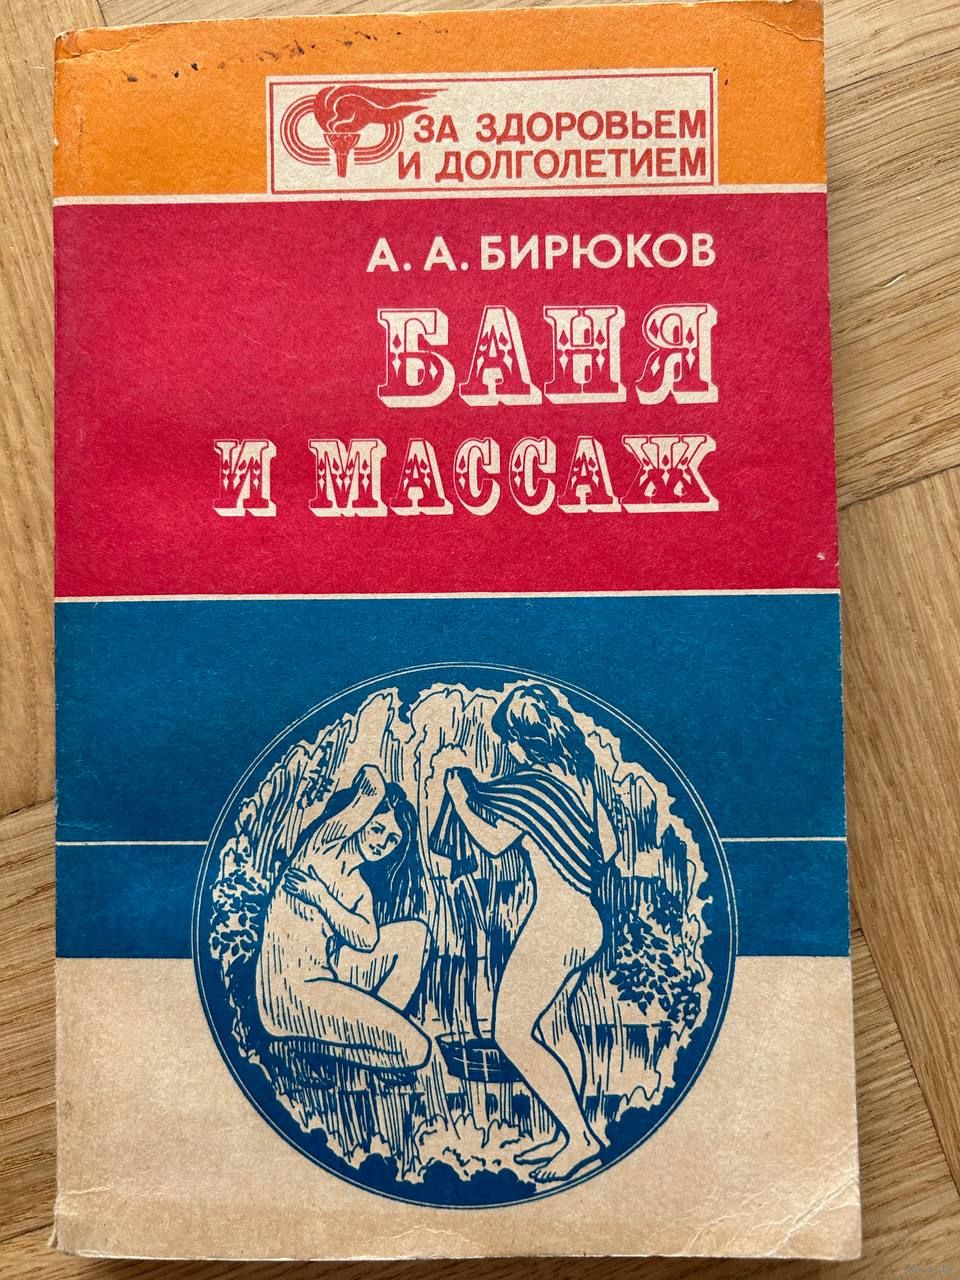 ЗА ЗДОРОВЬЕМ
И ДОЛГОЛЕТИЕМ
А. А. БИРЮКОВ
БАНЯ
И МАССАЖ